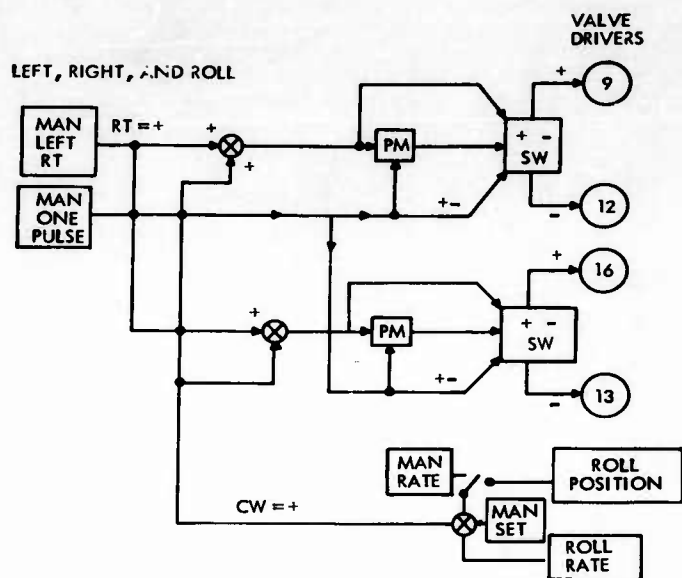 VALVE
DRIVERS
LEFT, RIGHT, AND ROLL
MAN
LEFT
RT
RT = +
+
+
PM
+ -
SW
+
9
-
12
MAN
ONE
PULSE
+-
+
PM
+ -
SW
+
16
-
13
+-
MAN
RATE
ROLL
POSITION
CW = +
MAN
SET
ROLL
RATE